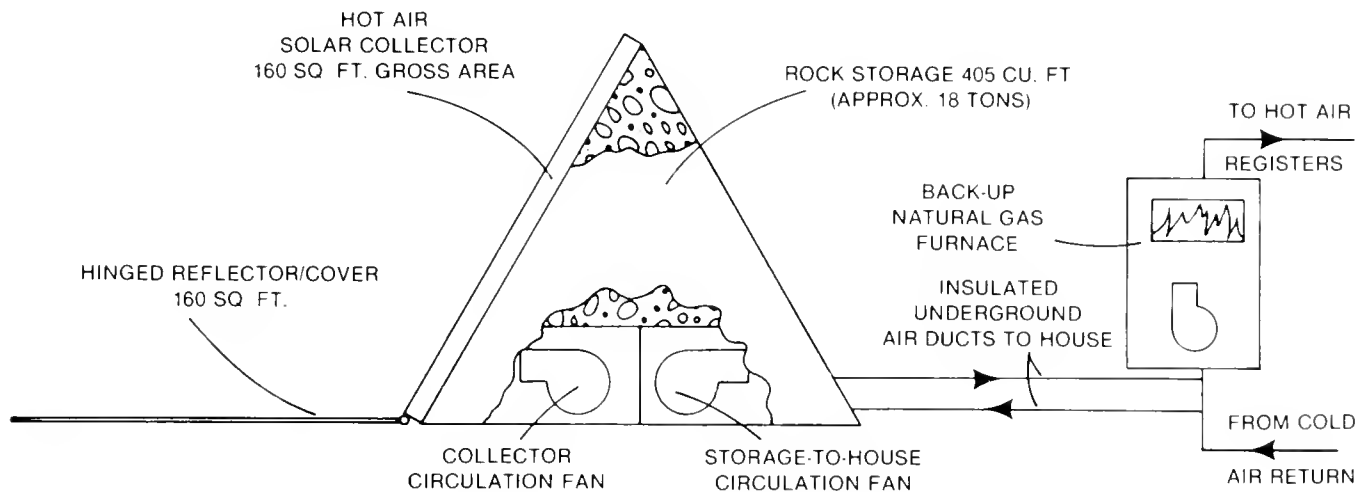 HOT AIR
SOLAR COLLECTOR
160 SQ FT. GROSS AREA
ROCK STORAGE 405 CU. FT
(APPROX. 18 TONS)
TO HOT AIR
REGISTERS
BACK-UP
NATURAL GAS
FURNACE
HINGED REFLECTOR/COVER
160 SQ FT.
INSULATED
UNDERGROUND
AIR DUCTS TO HOUSE
FROM COLD
AIR RETURN
COLLECTOR
CIRCULATION FAN
STORAGE-TO-HOUSE
CIRCULATION FAN